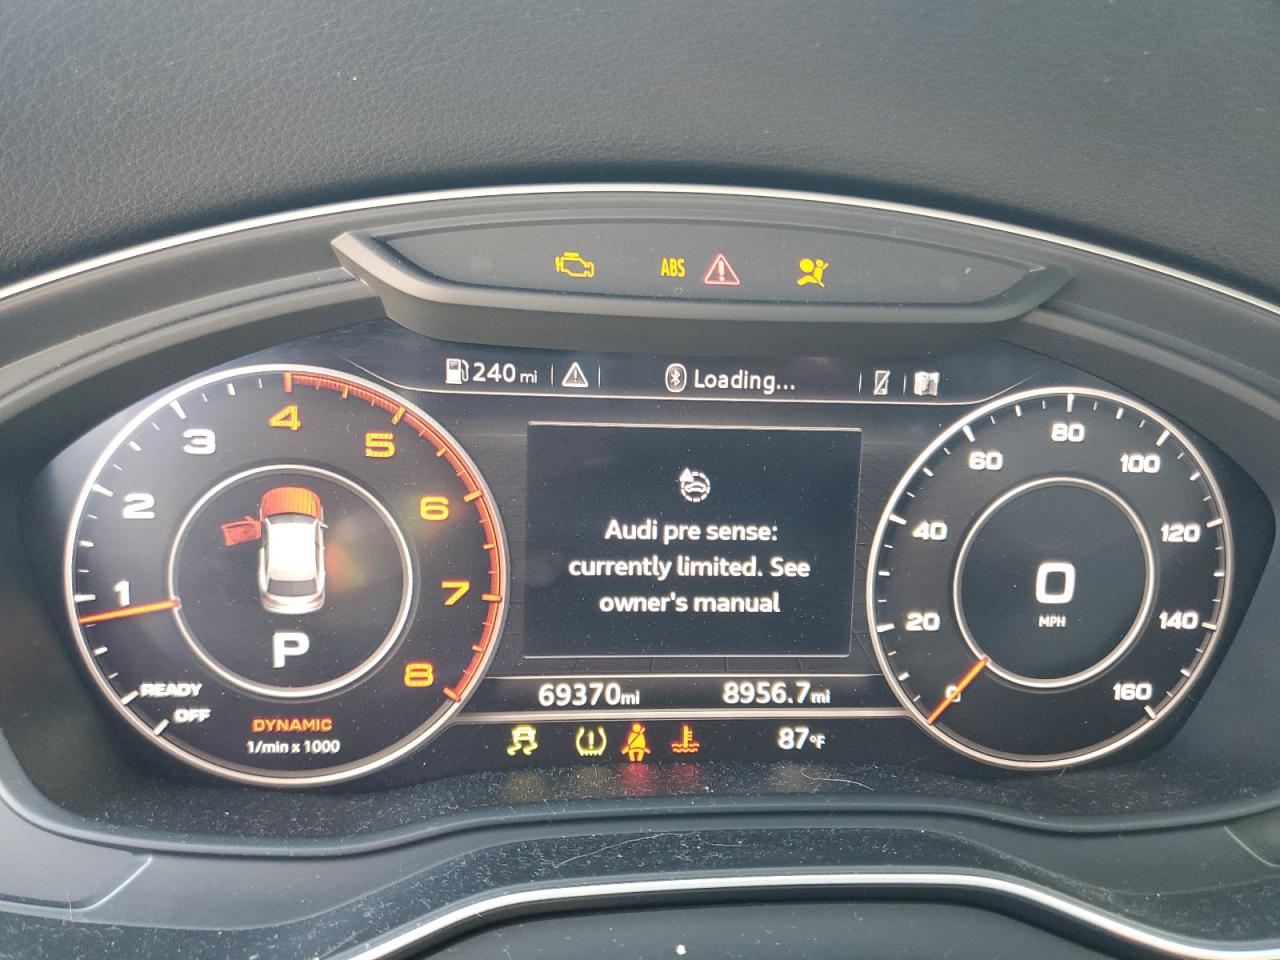 ABS
240 mi
Loading...
1
2
3
4
5
6
7
8
P
READY
OFF
DYNAMIC
1/min x 1000
Audi pre sense:
currently limited. See
owner's manual
69370mi
8956.7mi
87°F
0
20
40
60
80
100
120
140
160
0
MPH